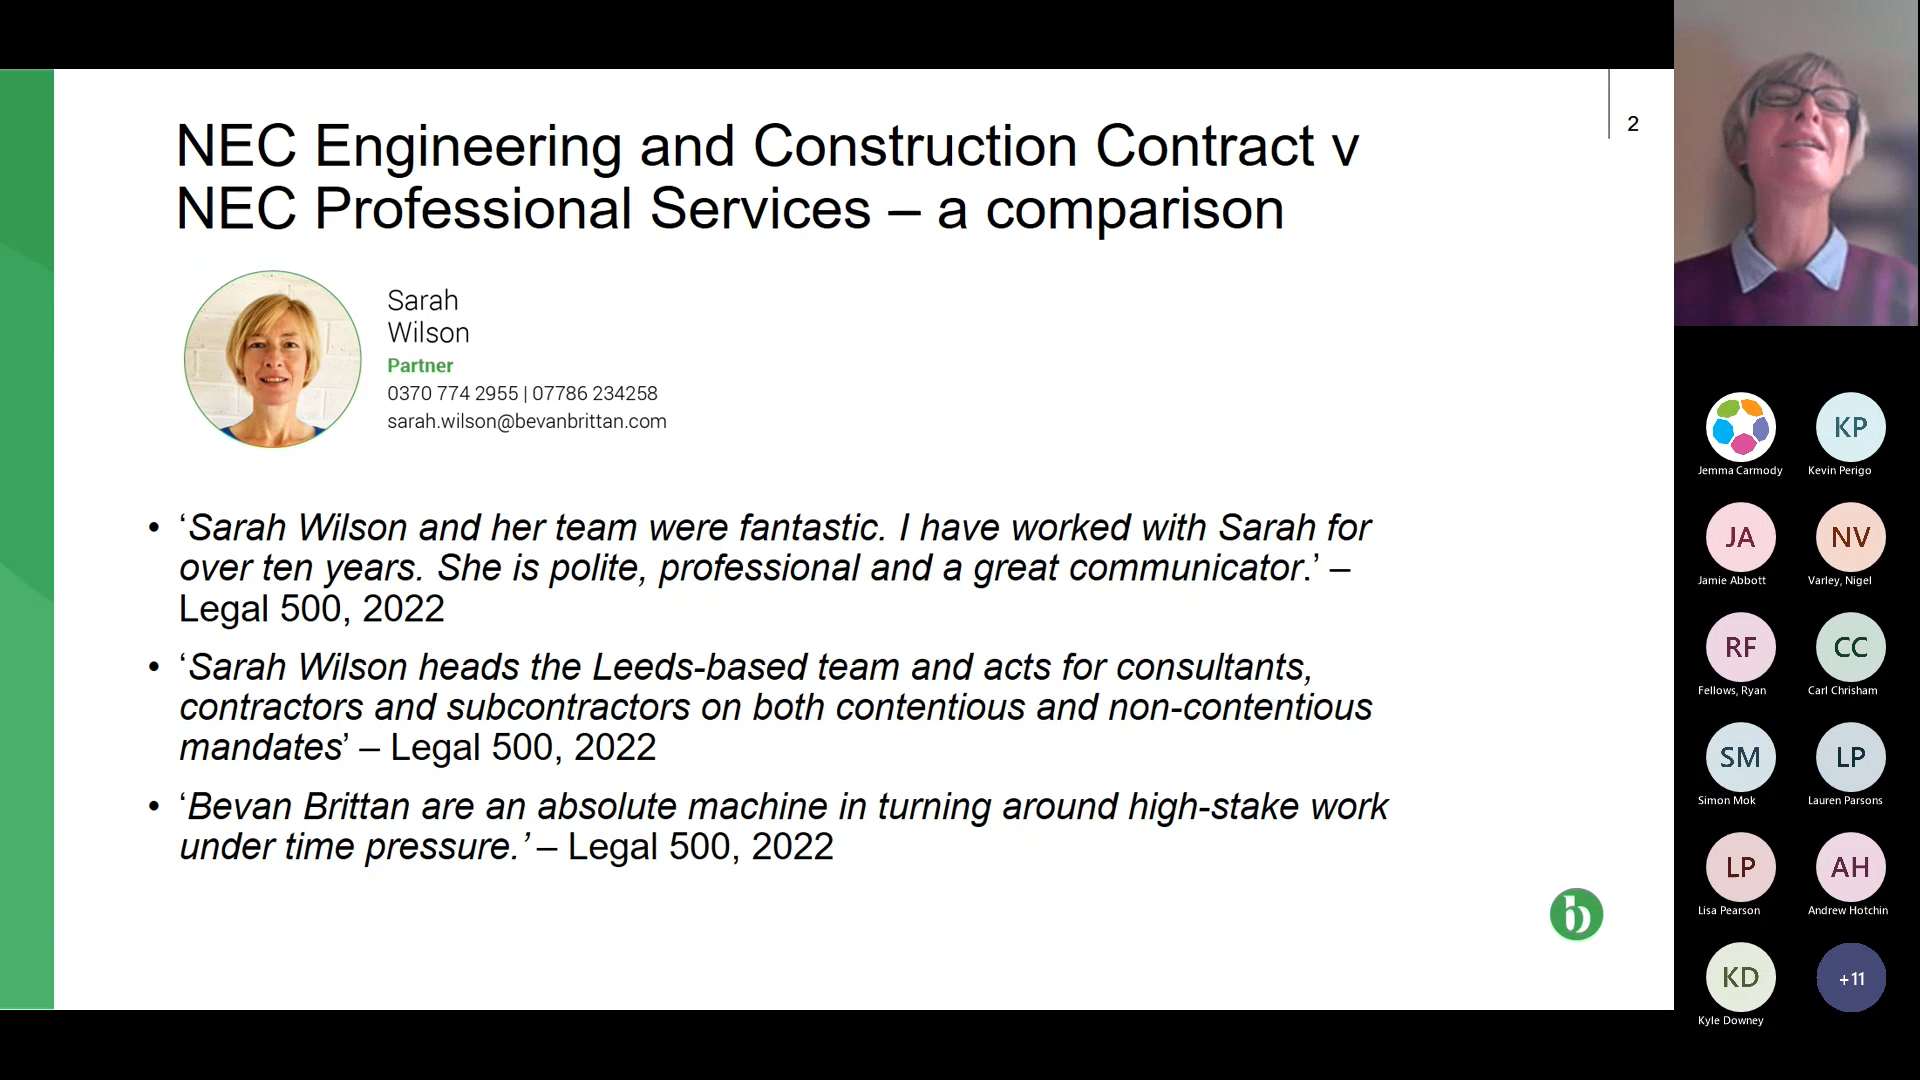 NEC Engineering and Construction Contract v
NEC Professional Services – a comparison
2
Sarah
Wilson
Partner
0370 774 2955 | 07786 234258
sarah.wilson@bevanbrittan.com
• ‘Sarah Wilson and her team were fantastic. I have worked with Sarah for
over ten years. She is polite, professional and a great communicator.’ –
Legal 500, 2022
• ‘Sarah Wilson heads the Leeds-based team and acts for consultants,
contractors and subcontractors on both contentious and non-contentious
mandates’ – Legal 500, 2022
• ‘Bevan Brittan are an absolute machine in turning around high-stake work
under time pressure.’ – Legal 500, 2022
b
Jemma Carmody
KP
Kevin Perigo
JA
Jamie Abbott
NV
Varley, Nigel
RF
Fellows, Ryan
CC
Carl Chrisham
SM
Simon Mok
LP
Lauren Parsons
LP
Lisa Pearson
AH
Andrew Hotchin
KD
Kyle Downey
+11